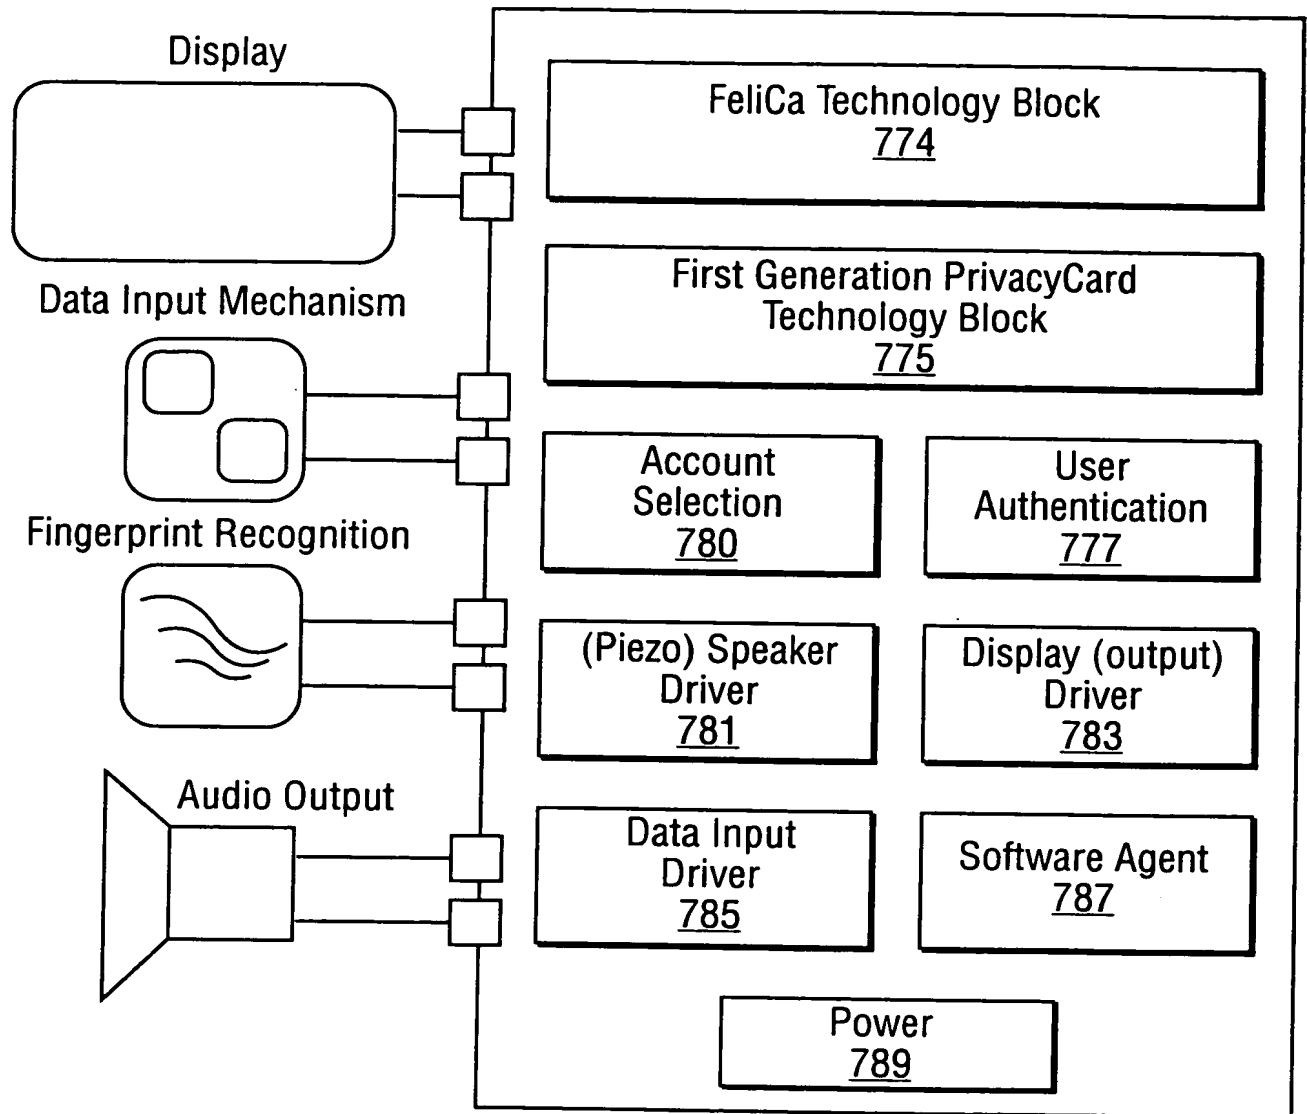 Display
Data Input Mechanism
Fingerprint Recognition
Audio Output
FeliCa Technology Block
774
First Generation PrivacyCard
Technology Block
775
Account
Selection
780
User
Authentication
777
(Piezo) Speaker
Driver
781
Display (output)
Driver
783
Data Input
Driver
785
Software Agent
787
Power
789